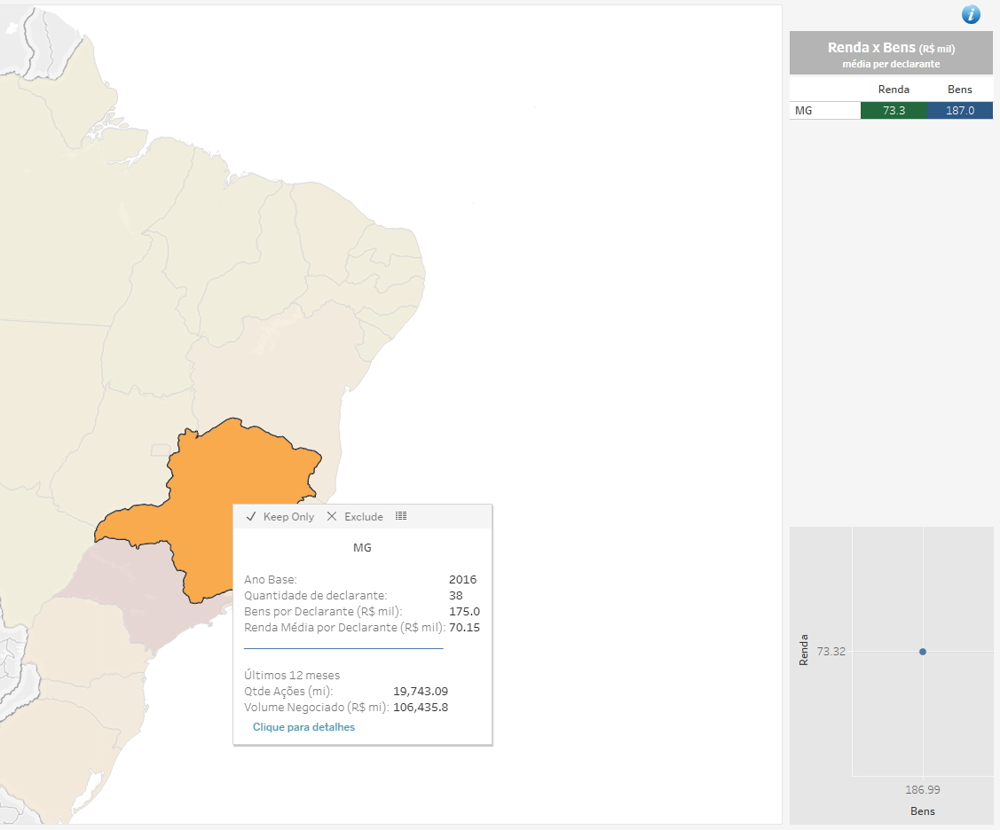 i
Renda x Bens (R$ mil)
média por declarante
Renda Bens
MG 73.3 187.0
Keep Only Exclude
MG
Ano Base: 2016
Quantidade de declarante: 38
Bens por Declarante (R$ mil): 175.0
Renda Média por Declarante (R$ mil): 70.15
Últimos 12 meses
Qtde Ações (mi): 19,743.09
Volume Negociado (R$ mi): 106,435.8
Clique para detalhes
Renda
73.32
186.99
Bens